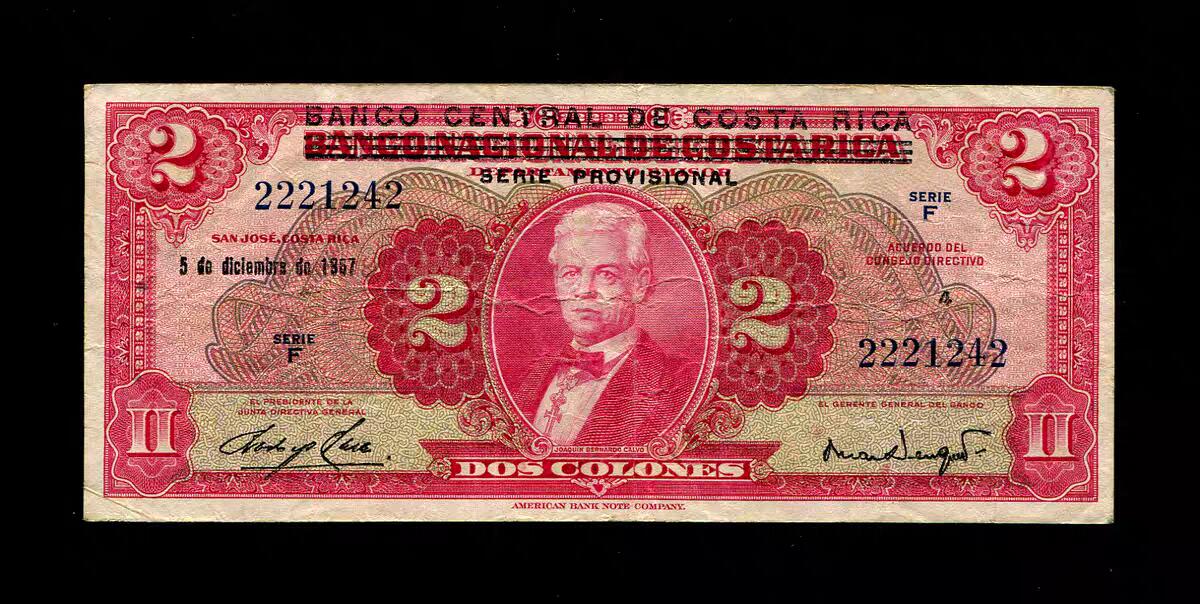 BANCO CENTRAL DE COSTA RICA
BANCO NACIONAL DE COSTA RICA
SERIE PROVISIONAL
2
2
2221242
SERIE
F
SAN JOSÉ, COSTA RICA
5 de diciembre de 1967
ACUERDO DEL
CONSEJO DIRECTIVO
2
2
4
SERIE
F
2221242
EL PRESIDENTE DE LA
JUNTA DIRECTIVA GENERAL
EL GERENTE GENERAL DEL BANCO
II
II
JOAQUIN BERNARDO CALVO
DOS COLONES
AMERICAN BANK NOTE COMPANY.